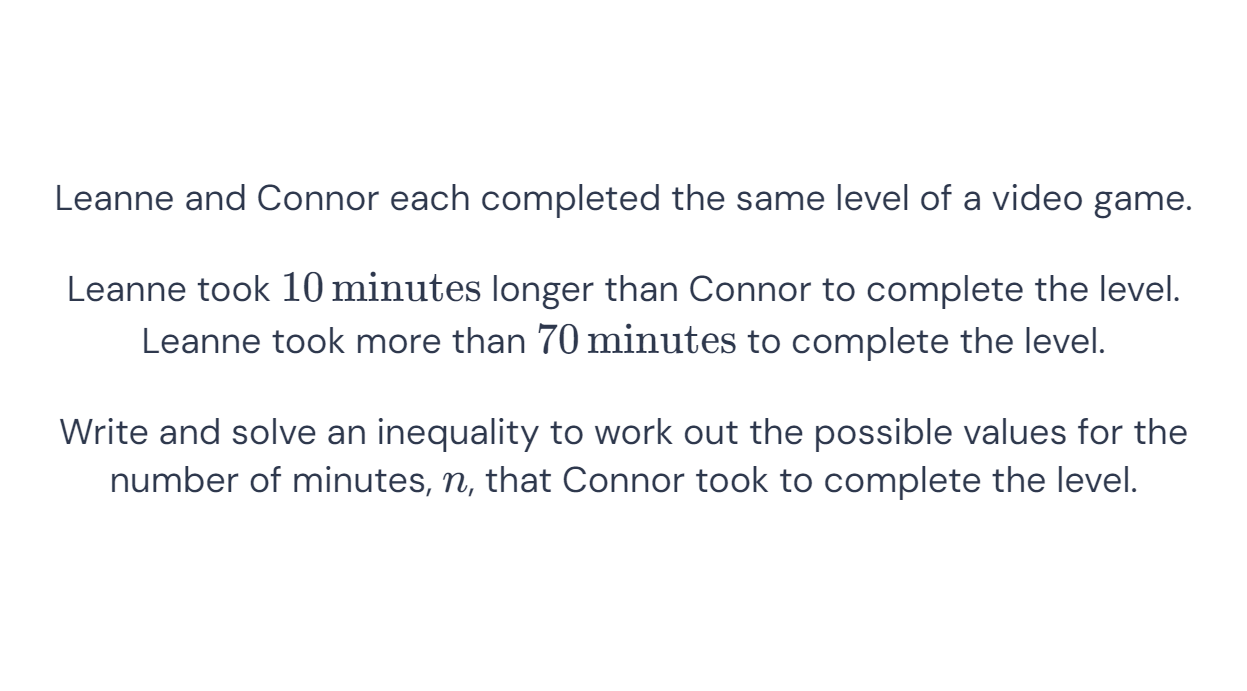 Leanne and Connor each completed the same level of a video game.
Leanne took 10 minutes longer than Connor to complete the level.
Leanne took more than 70 minutes to complete the level.
Write and solve an inequality to work out the possible values for the
number of minutes, n, that Connor took to complete the level.